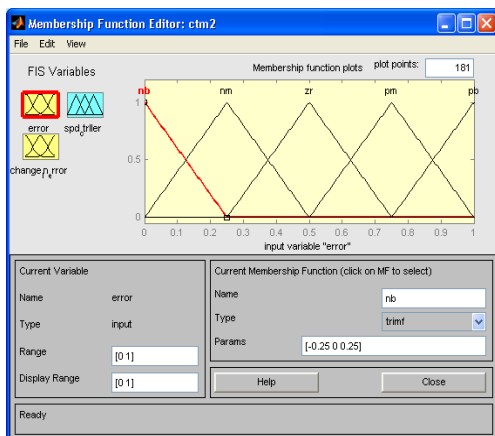 Membership Function Editor: ctm2
File Edit View
FIS Variables
Membership function plots plot points: 181
error spd_ctrller
change_in_error
nb nm zr pm pb
1
0.5
0
0 0.1 0.2 0.3 0.4 0.5 0.6 0.7 0.8 0.9 1
input variable "error"
Current Variable
Name error
Type input
Range [0 1]
Display Range [0 1]
Current Membership Function (click on MF to select)
Name nb
Type trimf
Params [-0.25 0 0.25]
Help Close
Ready